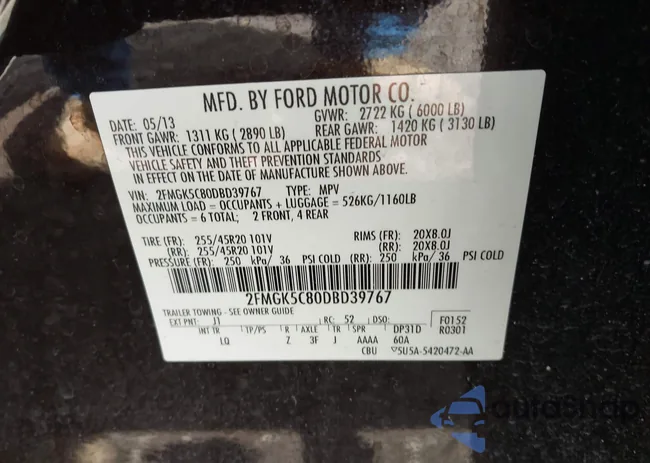 MFD. BY FORD MOTOR CO.
DATE: 05/13 GVWR: 2722 KG ( 6000 LB)
FRONT GAWR: 1311 KG ( 2890 LB) REAR GAWR: 1420 KG ( 3130 LB)
THIS VEHICLE CONFORMS TO ALL APPLICABLE FEDERAL MOTOR
VEHICLE SAFETY AND THEFT PREVENTION STANDARDS
IN EFFECT ON THE DATE OF MANUFACTURE SHOWN ABOVE.
VIN: 2FMGK5C80DBD39767 TYPE: MPV
MAXIMUM LOAD = OCCUPANTS + LUGGAGE = 526KG/1160LB
OCCUPANTS = 6 TOTAL; 2 FRONT, 4 REAR
TIRE (FR): 255/45R20 101V RIMS (FR): 20X8.0J
(RR): 255/45R20 101V (RR): 20X8.0J
PRESSURE (FR): 250 kPa/ 36 PSI COLD (RR): 250 kPa/ 36 PSI COLD
2FMGK5C80DBD39767
TRAILER TOWING - SEE OWNER GUIDE
EXT PNT: J1 RC: 52 DSO: F0152
INT TR TP/PS R AXLE TR SPR DP31D R0301
LQ Z 3F J AAAA 60A
CBU 5U5A-5420472-AA
AutoShop